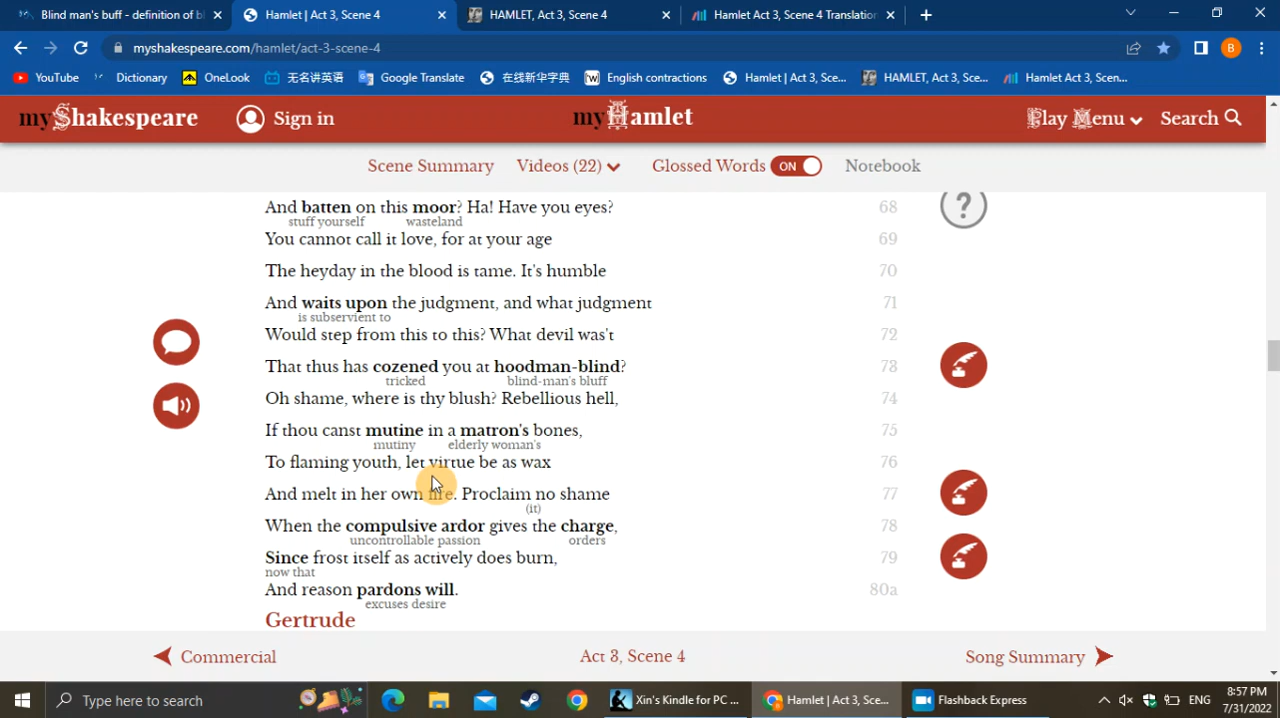 Blind man's buff - definition of bl
Hamlet | Act 3, Scene 4
HAMLET, Act 3, Scene 4
Hamlet Act 3, Scene 4 Translation
myshakespeare.com/hamlet/act-3-scene-4
B
YouTube Dictionary OneLook 无名讲英语 Google Translate 在线新华字典 English contractions Hamlet | Act 3, Sce... HAMLET, Act 3, Sce... Hamlet Act 3, Scen...
myShakespeare Sign in myHamlet Play Menu Search
Scene Summary Videos (22) Glossed Words ON Notebook
And batten on this moor? Ha! Have you eyes? 68
stuff yourself wasteland
?
You cannot call it love, for at your age 69
The heyday in the blood is tame. It's humble 70
And waits upon the judgment, and what judgment 71
is subservient to
Would step from this to this? What devil was't 72
That thus has cozened you at hoodman-blind? 73
tricked blind-man's bluff
Oh shame, where is thy blush? Rebellious hell, 74
If thou canst mutine in a matron's bones, 75
mutiny elderly woman's
To flaming youth, let virtue be as wax 76
And melt in her own fire. Proclaim no shame 77
(it)
When the compulsive ardor gives the charge, 78
uncontrollable passion orders
Since frost itself as actively does burn, 79
now that
And reason pardons will. 80a
excuses desire
Gertrude
Commercial Act 3, Scene 4 Song Summary
Type here to search
Xin's Kindle for PC ...
Hamlet | Act 3, Sce...
Flashback Express
ENG
8:57 PM
7/31/2022